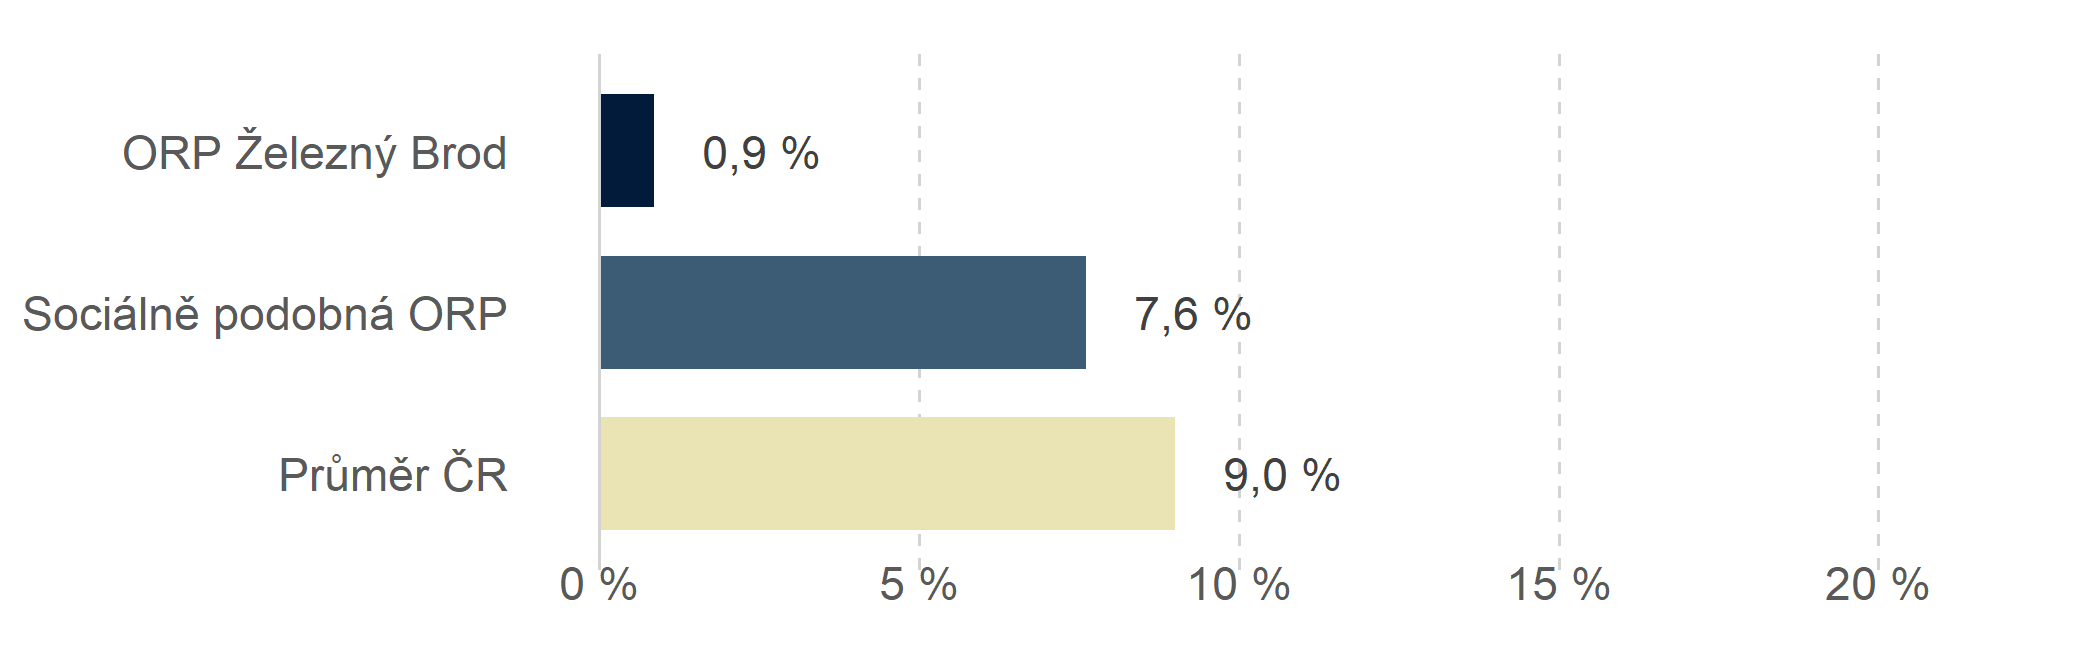 ORP Železný Brod
0,9 %
Sociálně podobná ORP
7,6 %
Průměr ČR
9,0 %
0 %
5 %
10 %
15 %
20 %